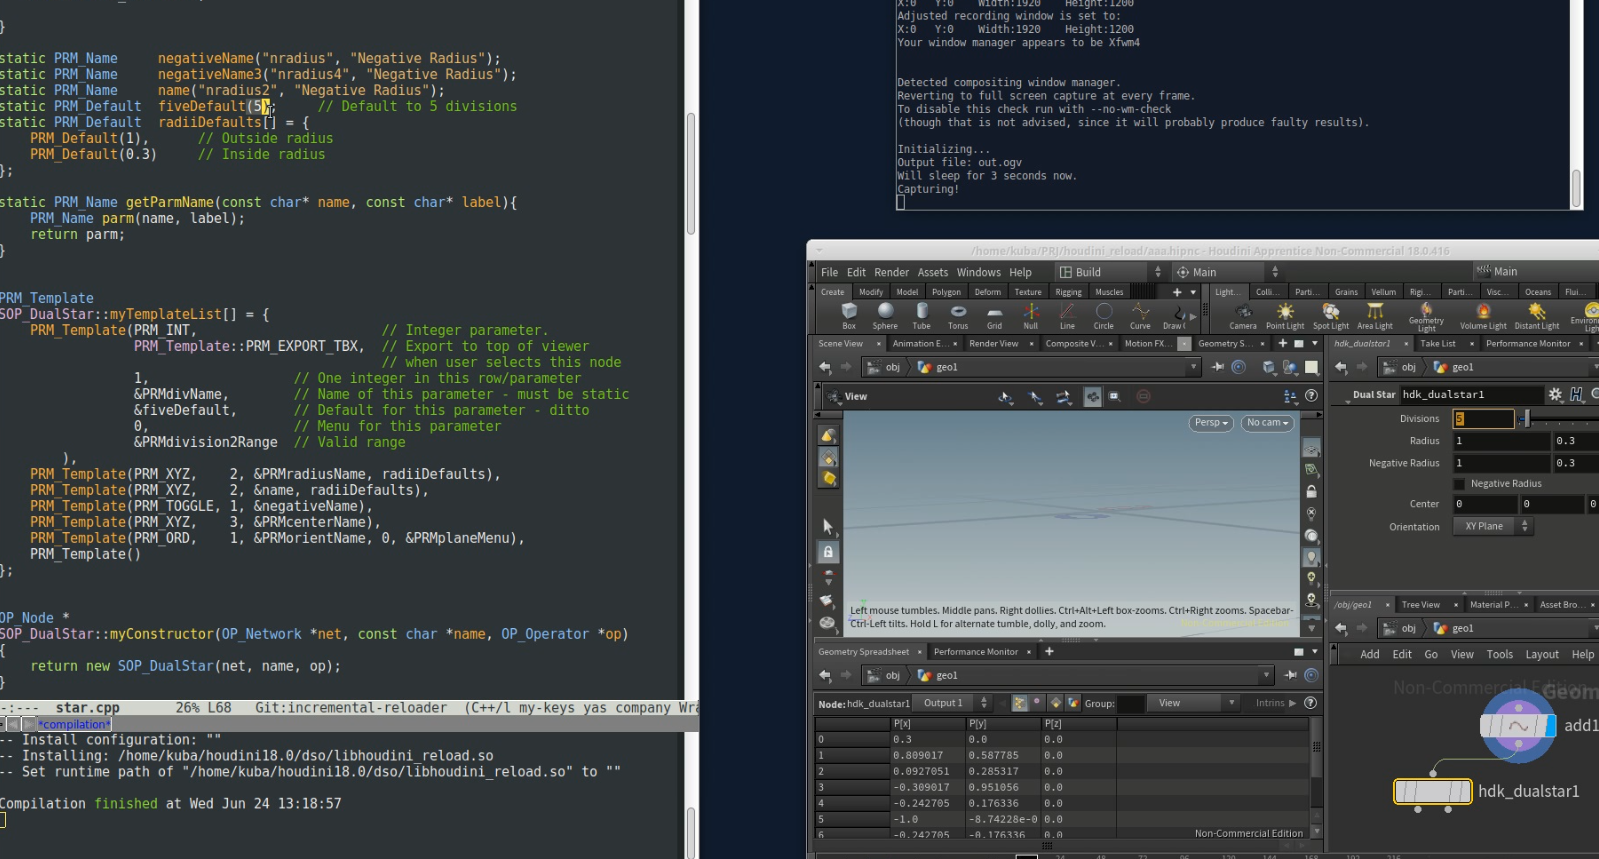 }
static PRM_Name     negativeName("nradius", "Negative Radius");
static PRM_Name     negativeName3("nradius4", "Negative Radius");
static PRM_Name     name("nradius2", "Negative Radius");
static PRM_Default  fiveDefault(5);     // Default to 5 divisions
static PRM_Default  radiiDefaults[] = {
    PRM_Default(1),      // Outside radius
    PRM_Default(0.3)     // Inside radius
};
static PRM_Name getParmName(const char* name, const char* label){
    PRM_Name parm(name, label);
    return parm;
}
PRM_Template
SOP_DualStar::myTemplateList[] = {
    PRM_Template(PRM_INT,                       // Integer parameter.
                 PRM_Template::PRM_EXPORT_TBX,  // Export to top of viewer
                                                // when user selects this node
                 1,                  // One integer in this row/parameter
                 &PRMdivName,        // Name of this parameter - must be static
                 &fiveDefault,       // Default for this parameter - ditto
                 0,                  // Menu for this parameter
                 &PRMdivision2Range  // Valid range
        ),
    PRM_Template(PRM_XYZ,    2, &PRMradiusName, radiiDefaults),
    PRM_Template(PRM_XYZ,    2, &name, radiiDefaults),
    PRM_Template(PRM_TOGGLE, 1, &negativeName),
    PRM_Template(PRM_XYZ,    3, &PRMcenterName),
    PRM_Template(PRM_ORD,    1, &PRMorientName, 0, &PRMplaneMenu),
    PRM_Template()
};
OP_Node *
SOP_DualStar::myConstructor(OP_Network *net, const char *name, OP_Operator *op)
{
    return new SOP_DualStar(net, name, op);
}
-:---  star.cpp       26% L68   Git:incremental-reloader  (C++/l my-keys yas company Wra
*compilation*
-- Install configuration: ""
-- Installing: /home/kuba/houdini18.0/dso/libhoudini_reload.so
-- Set runtime path of "/home/kuba/houdini18.0/dso/libhoudini_reload.so" to ""
Compilation finished at Wed Jun 24 13:18:57
X:0   Y:0    Width:1920    Height:1200
Adjusted recording window is set to:
X:0   Y:0    Width:1920    Height:1200
Your window manager appears to be Xfwm4
Detected compositing window manager.
Reverting to full screen capture at every frame.
To disable this check run with --no-wm-check
(though that is not advised, since it will probably produce faulty results).
Initializing...
Output file: out.ogv
Will sleep for 3 seconds now.
Capturing!
/home/kuba/PRJ/houdini_reload/aaa.hipnc - Houdini Apprentice Non-Commercial 18.0.416
File Edit Render Assets Windows Help Build Main Main
Create Modify Model Polygon Deform Texture Rigging Muscles Light... Colli... Parti... Grains Vellum Rigi... Parti... Visc... Oceans Flui...
Box Sphere Tube Torus Grid Null Line Circle Curve Draw C Camera Point Light Spot Light Area Light Geometry Light Volume Light Distant Light Light
Scene View Animation E... Render View Composite V... Motion FX... Geometry S... hdk_dualstar1 Take List Performance Monitor
obj geo1 obj geo1
View Dual Star hdk_dualstar1
Persp No cam
Divisions 5
Radius 1 0.3
Negative Radius 1 0.3
Negative Radius
Center 0 0 0
Orientation XY Plane
Left mouse tumbles. Middle pans. Right dollies. Ctrl+Alt+Left box-zooms. Ctrl+Right zooms. Spacebar-
Ctrl-Left tilts. Hold L for alternate tumble, dolly, and zoom.
/obj/geo1 Tree View Material P... Asset Bro...
obj geo1
Add Edit Go View Tools Layout Help
Non-Commercial Edition
Geom
add1
hdk_dualstar1
Geometry Spreadsheet Performance Monitor
obj geo1
Node: hdk_dualstar1 Output 1 Group: View Intrins
P[x] P[y] P[z]
0 0.3 0.0 0.0
1 0.809017 0.587785 0.0
2 0.0927051 0.285317 0.0
3 -0.309017 0.951056 0.0
4 -0.242705 0.176336 0.0
5 -1.0 -8.74228e-0 0.0
6 -0.242705 -0.176336 0.0
Non-Commercial Edition
24 48 72 96 120 144 168 192 216